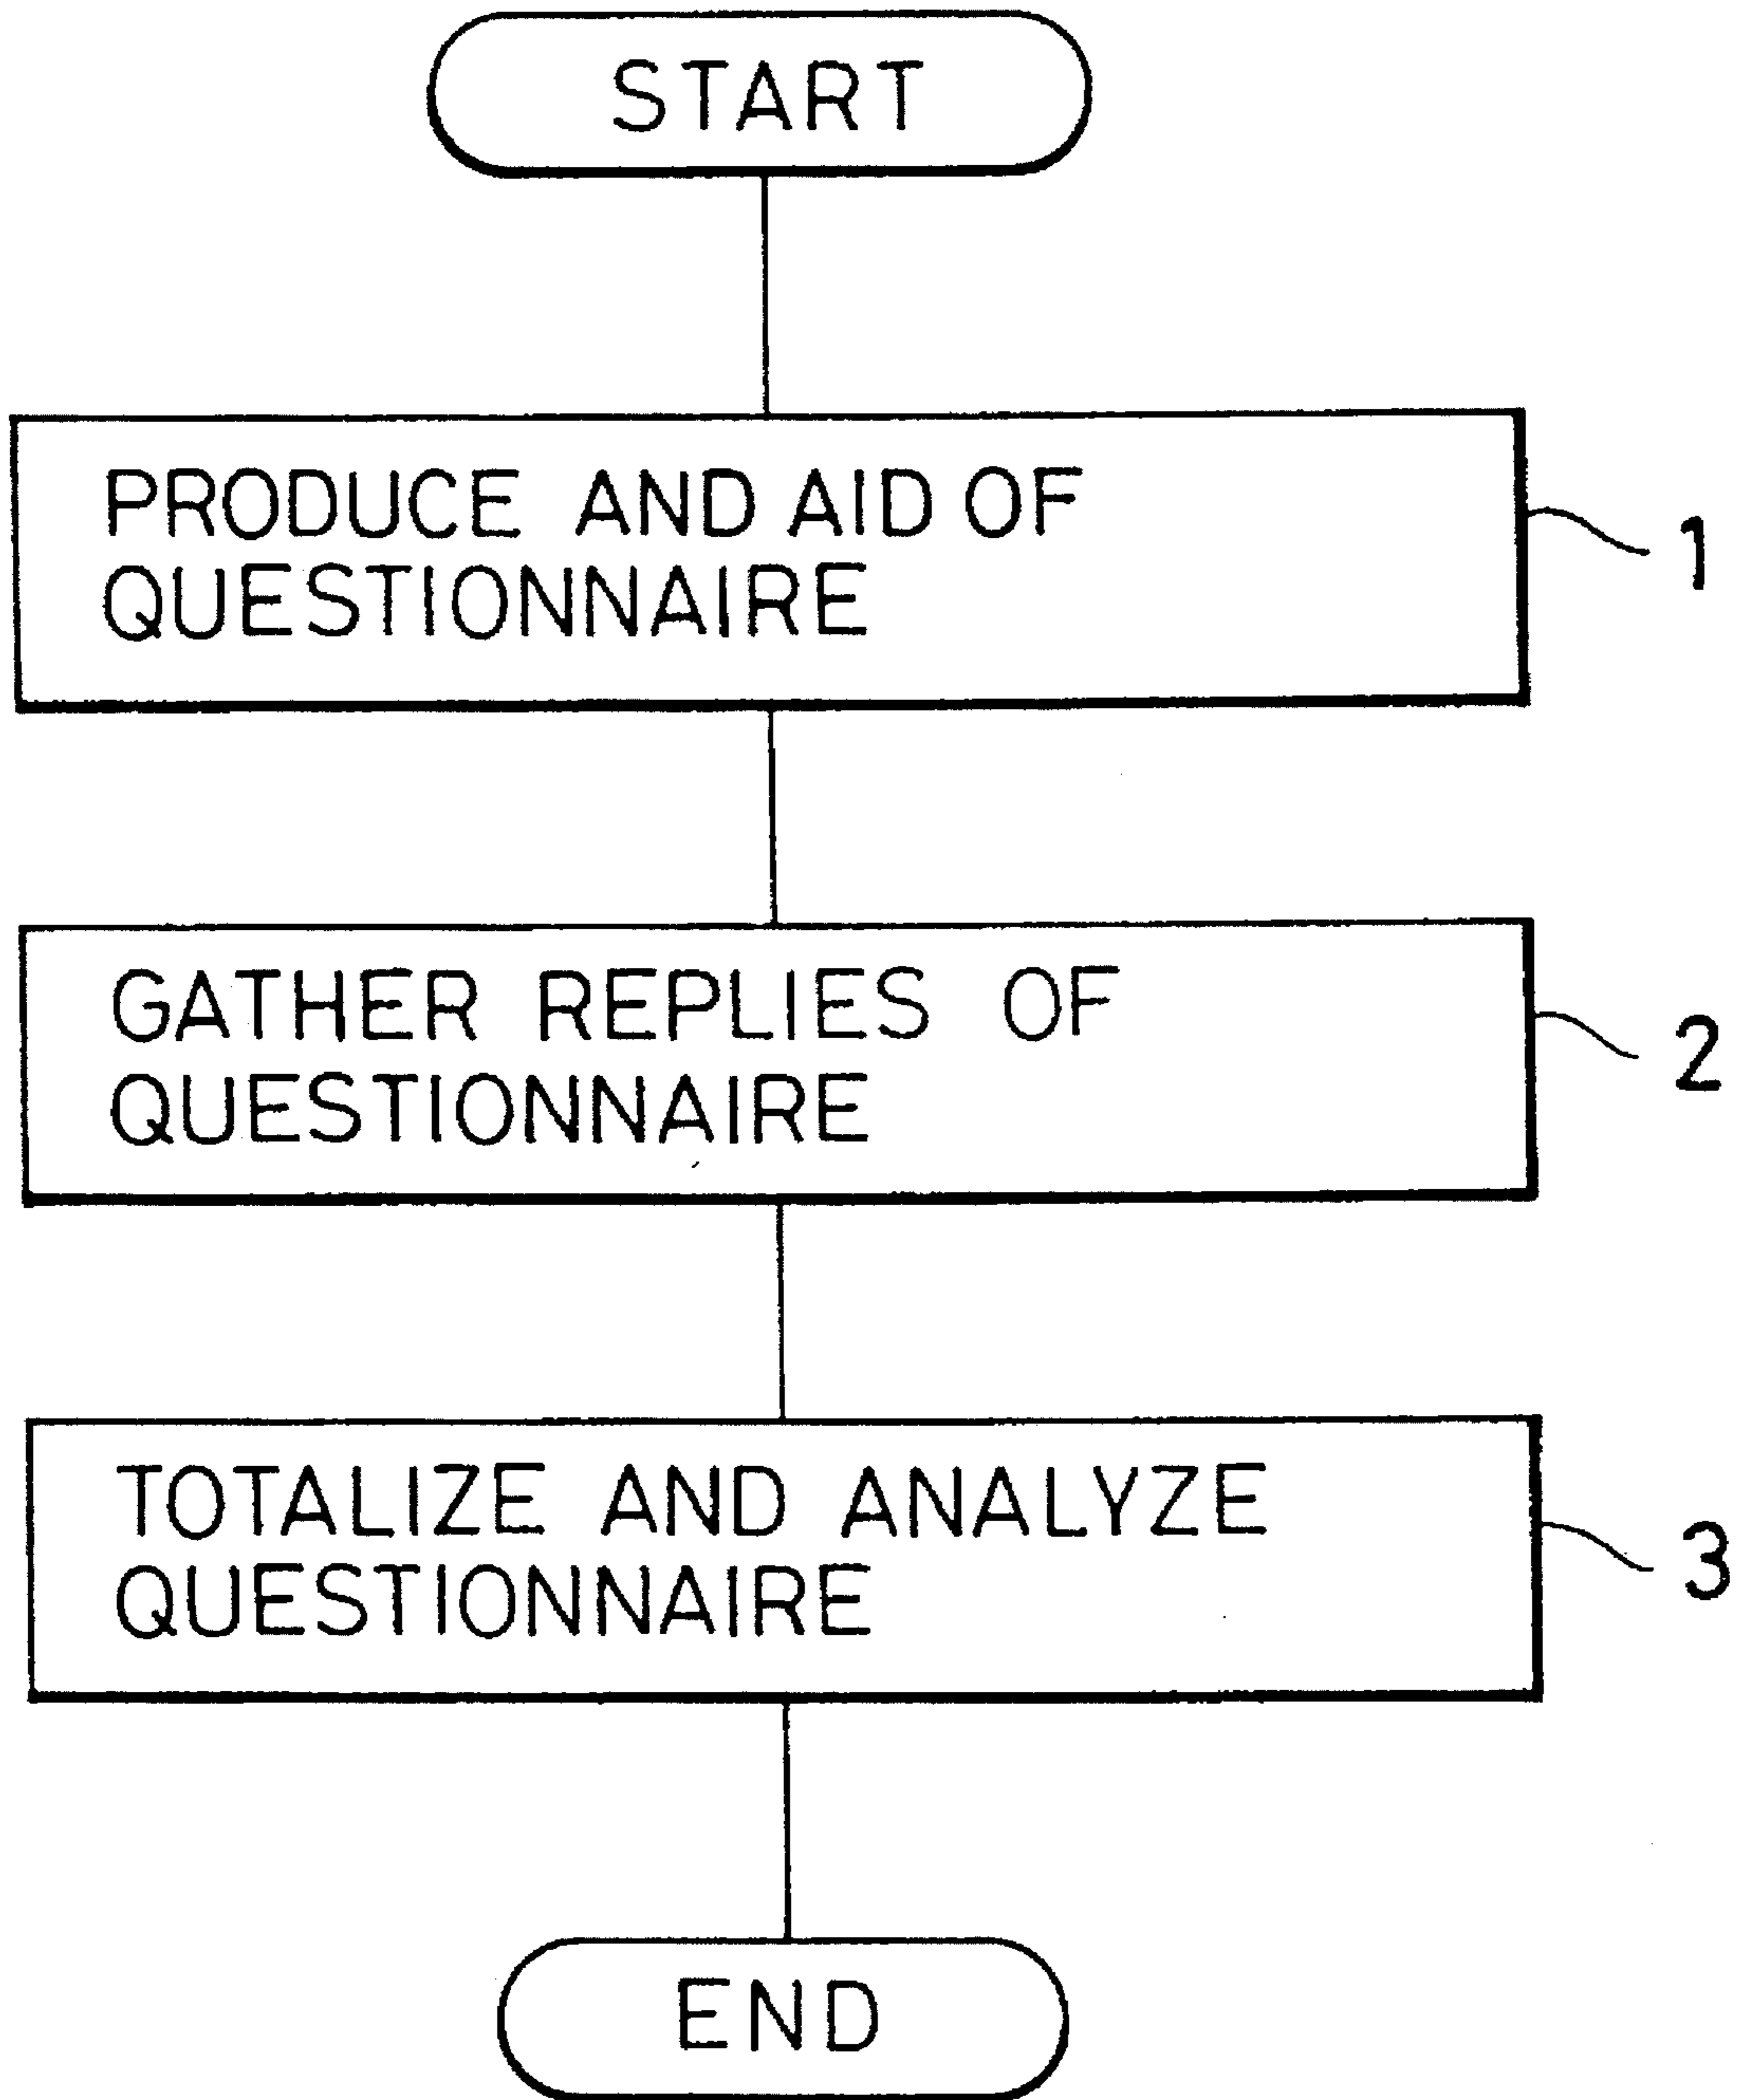 START
PRODUCE AND AID OF
QUESTIONNAIRE
1
GATHER REPLIES OF
QUESTIONNAIRE
2
TOTALIZE AND ANALYZE
QUESTIONNAIRE
3
END